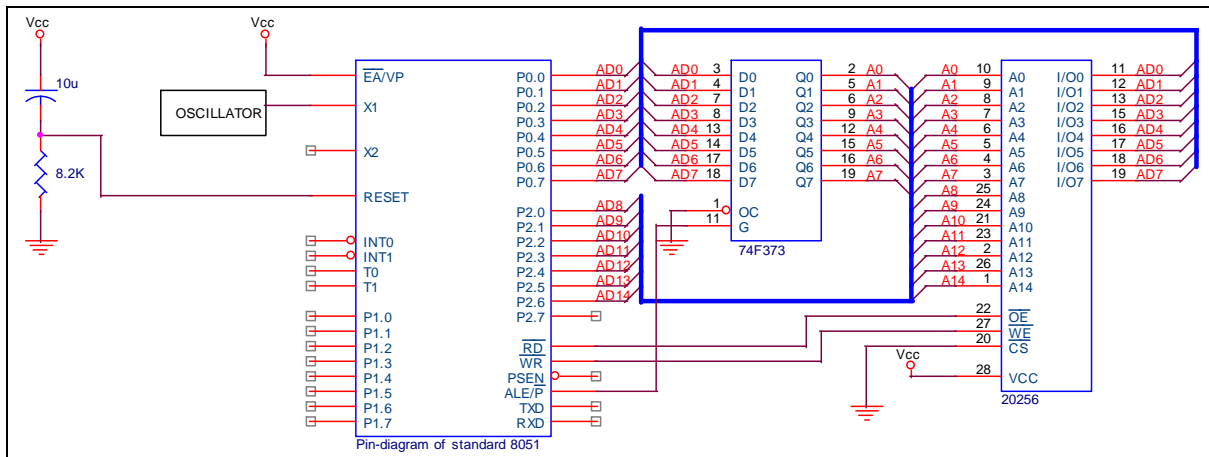 Vcc
10u
8.2K
Vcc
OSCILLATOR
EA/VP
X1
X2
RESET
INT0
INT1
T0
T1
P1.0
P1.1
P1.2
P1.3
P1.4
P1.5
P1.6
P1.7
P0.0
P0.1
P0.2
P0.3
P0.4
P0.5
P0.6
P0.7
P2.0
P2.1
P2.2
P2.3
P2.4
P2.5
P2.6
P2.7
RD
WR
PSEN
ALE/P
TXD
RXD
Pin-diagram of standard 8051
AD0
AD1
AD2
AD3
AD4
AD5
AD6
AD7
AD8
AD9
AD10
AD11
AD12
AD13
AD14
AD0 3 D0 Q0 2 A0
AD1 4 D1 Q1 5 A1
AD2 7 D2 Q2 6 A2
AD3 8 D3 Q3 9 A3
AD4 13 D4 Q4 12 A4
AD5 14 D5 Q5 15 A5
AD6 17 D6 Q6 16 A6
AD7 18 D7 Q7 19 A7
1 OC
11 G
74F373
A0 10 A0 I/O0 11 AD0
A1 9 A1 I/O1 12 AD1
A2 8 A2 I/O2 13 AD2
A3 7 A3 I/O3 15 AD3
A4 6 A4 I/O4 16 AD4
A5 5 A5 I/O5 17 AD5
A6 4 A6 I/O6 18 AD6
A7 3 A7 I/O7 19 AD7
A8 25 A8
A9 24 A9
A10 21 A10
A11 23 A11
A12 2 A12
A13 26 A13
A14 1 A14
22 OE
27 WE
20 CS
Vcc
28 VCC
20256